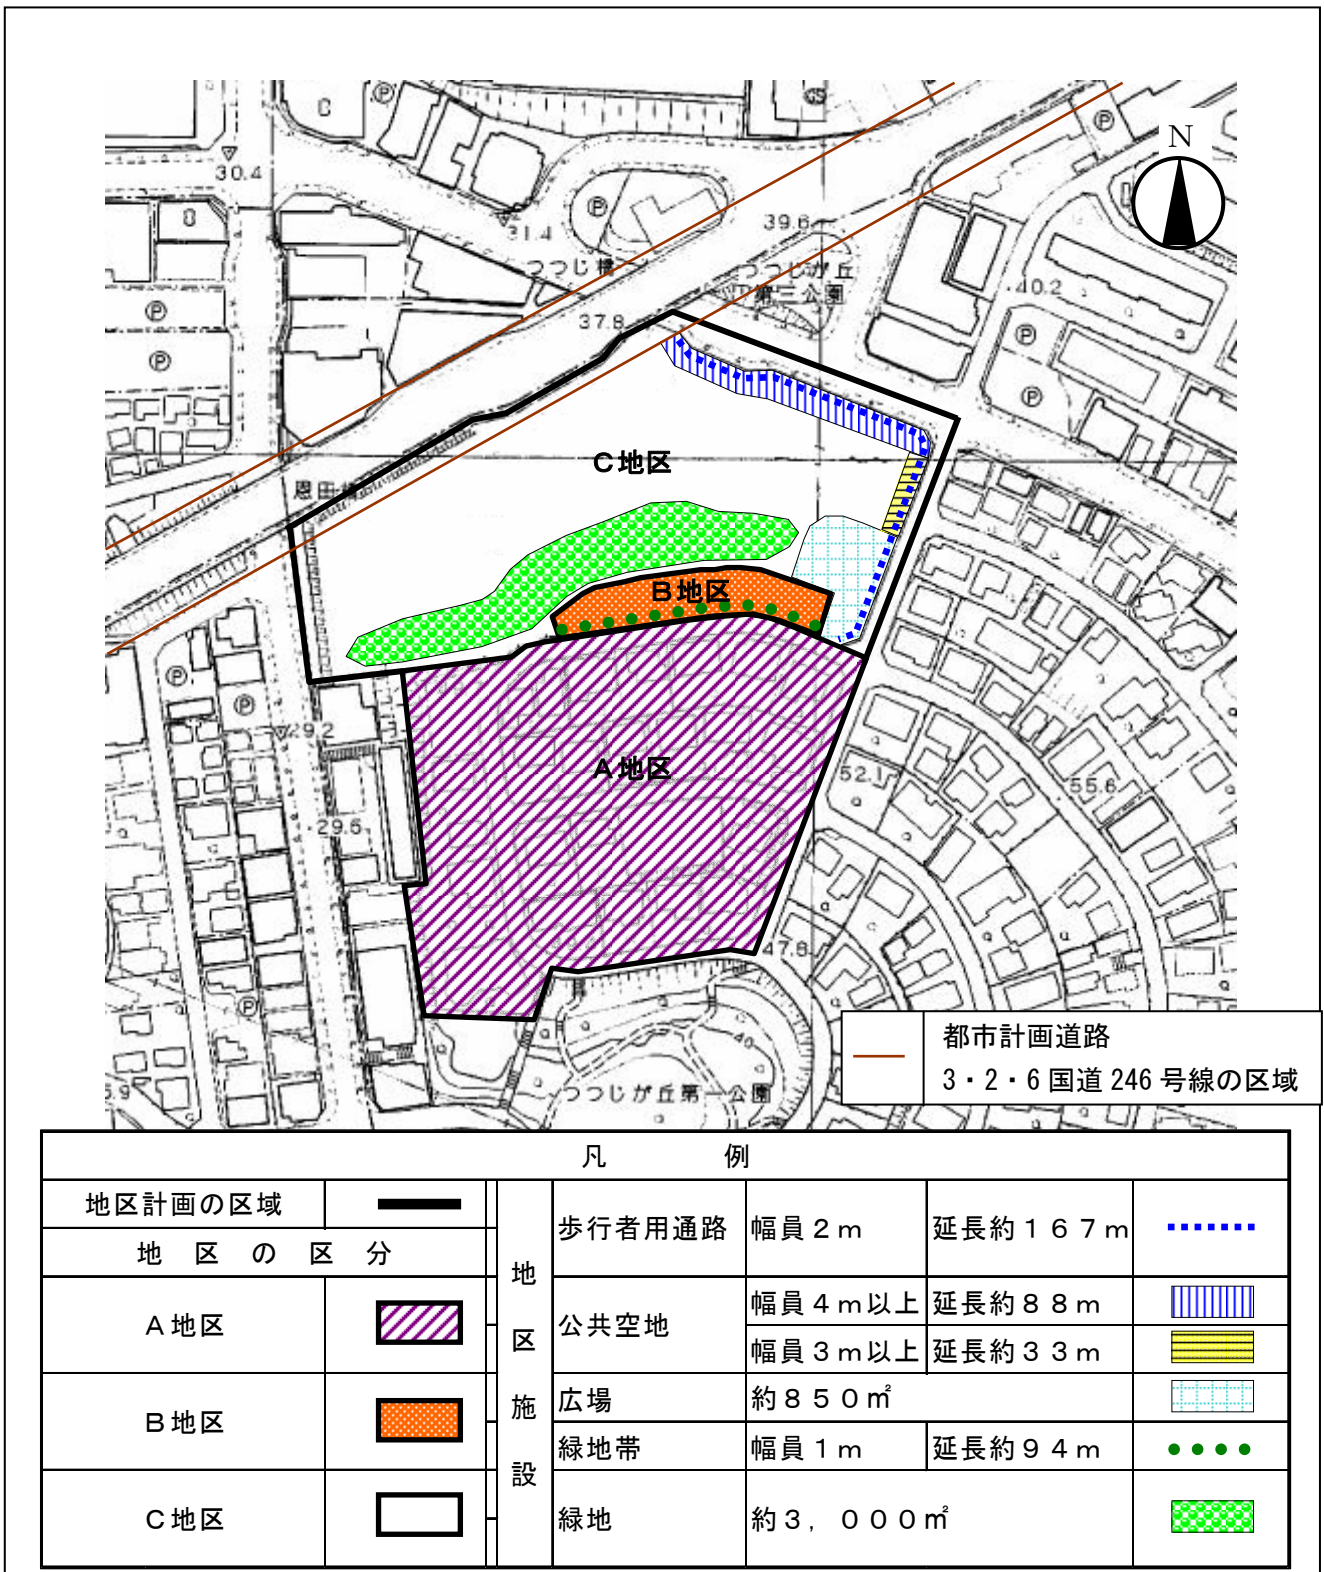 N
30.4
31.4
つつじ橋
39.6
つつじが丘
第三公園
40.2
37.8
GS
C地区
恩田橋
B地区
29.2
A地区
52.1
55.6
29.6
47.8
40
つつじが丘第一公園
5.9
都市計画道路
3・2・6国道246号線の区域
凡 例
地区計画の区域
地区の区分
A地区
B地区
C地区
地区施設
歩行者用通路 幅員2m 延長約167m
公共空地 幅員4m以上 延長約88m
幅員3m以上 延長約33m
広場 約850㎡
緑地帯 幅員1m 延長約94m
緑地 約3,000㎡